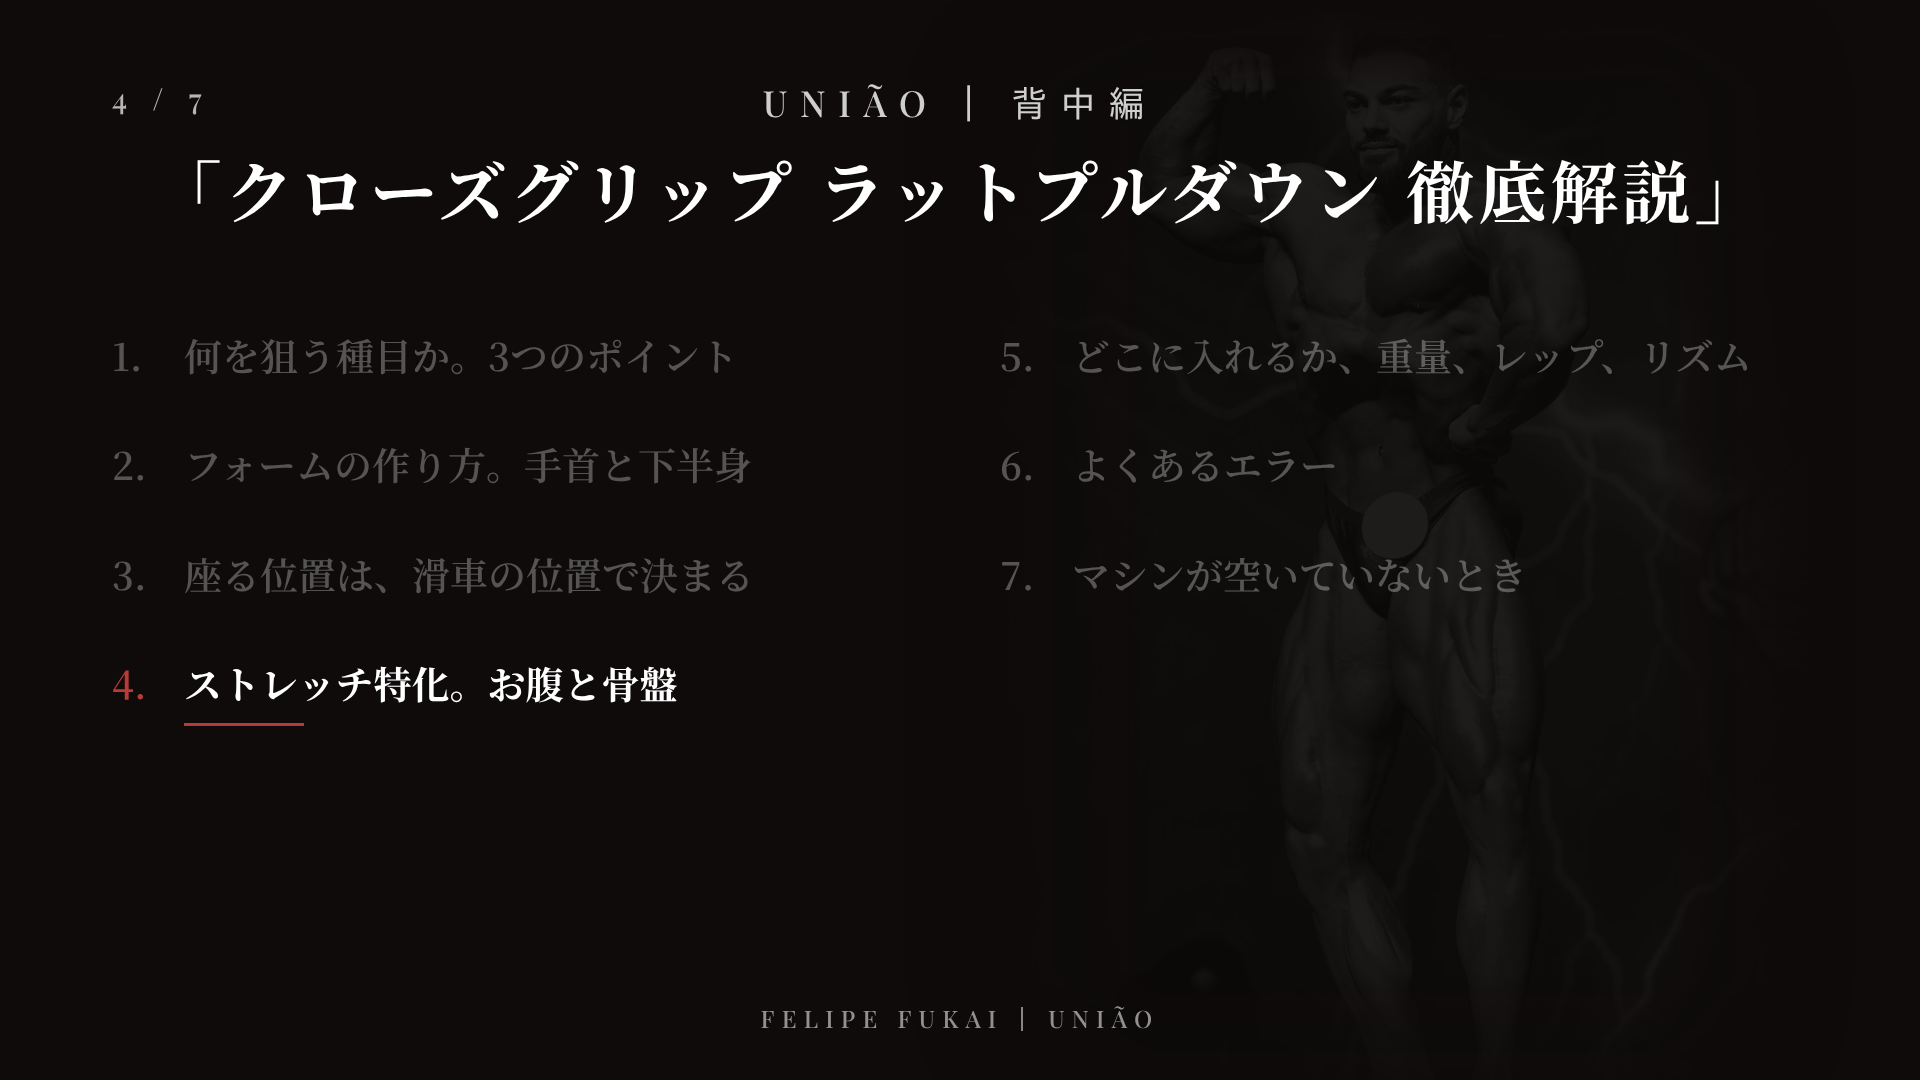 4 / 7
UNIÃO | 背中編
「クローズグリップ ラットプルダウン 徹底解説」
1. 何を狙う種目か。3つのポイント
2. フォームの作り方。手首と下半身
3. 座る位置は、滑車の位置で決まる
4. ストレッチ特化。お腹と骨盤
5. どこに入れるか、重量、レップ、リズム
6. よくあるエラー
7. マシンが空いていないとき
FELIPE FUKAI | UNIÃO